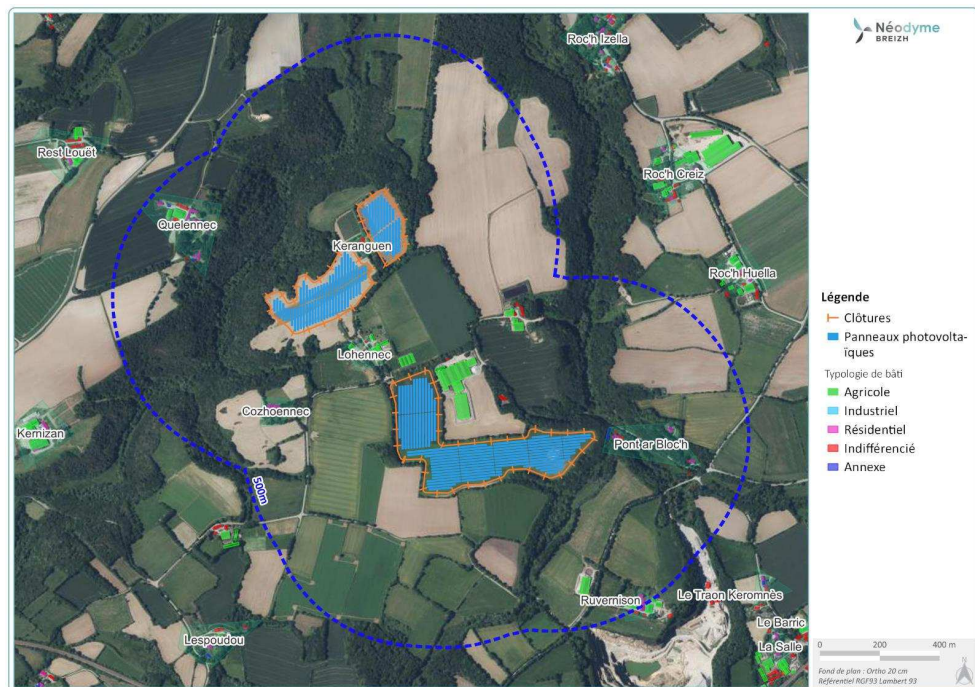 Néodyme
BREIZH
Roc'h Izella
Rest Louët
Roc'h Creiz
Quelennec
Keranguen
Roc'h Huella
Lohennec
Cozhoennec
Kernizan
Pont ar Bloc'h
500m
Ruvernison
Le Traon Keromnès
Le Barric
La Salle
Lespoudou
Légende
Clôtures
Panneaux photovolta-
ïques
Typologie de bâti
Agricole
Industriel
Résidentiel
Indifférencié
Annexe
0 200 400 m
Fond de plan : Ortho 20 cm
Référentiel RGF93 Lambert 93
N